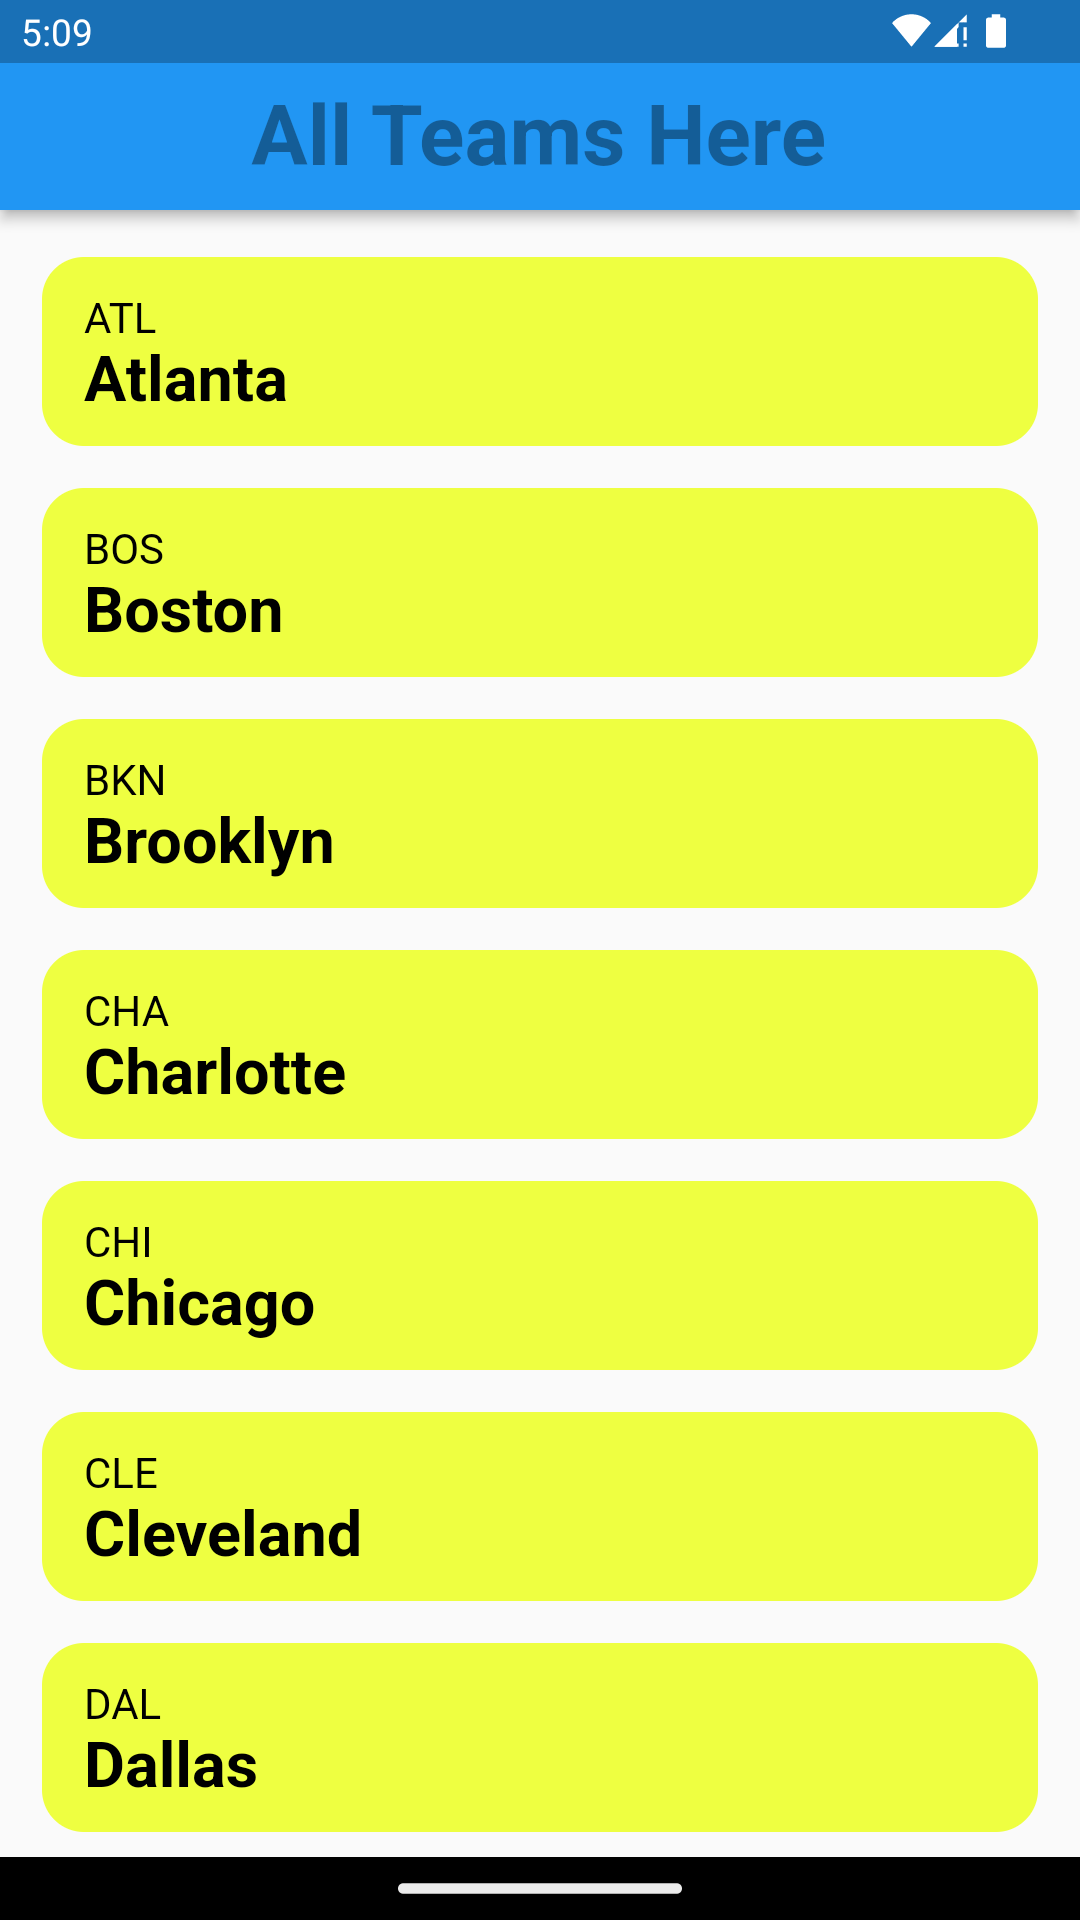 5:09
All Teams Here
ATL
Atlanta
BOS
Boston
BKN
Brooklyn
CHA
Charlotte
CHI
Chicago
CLE
Cleveland
DAL
Dallas